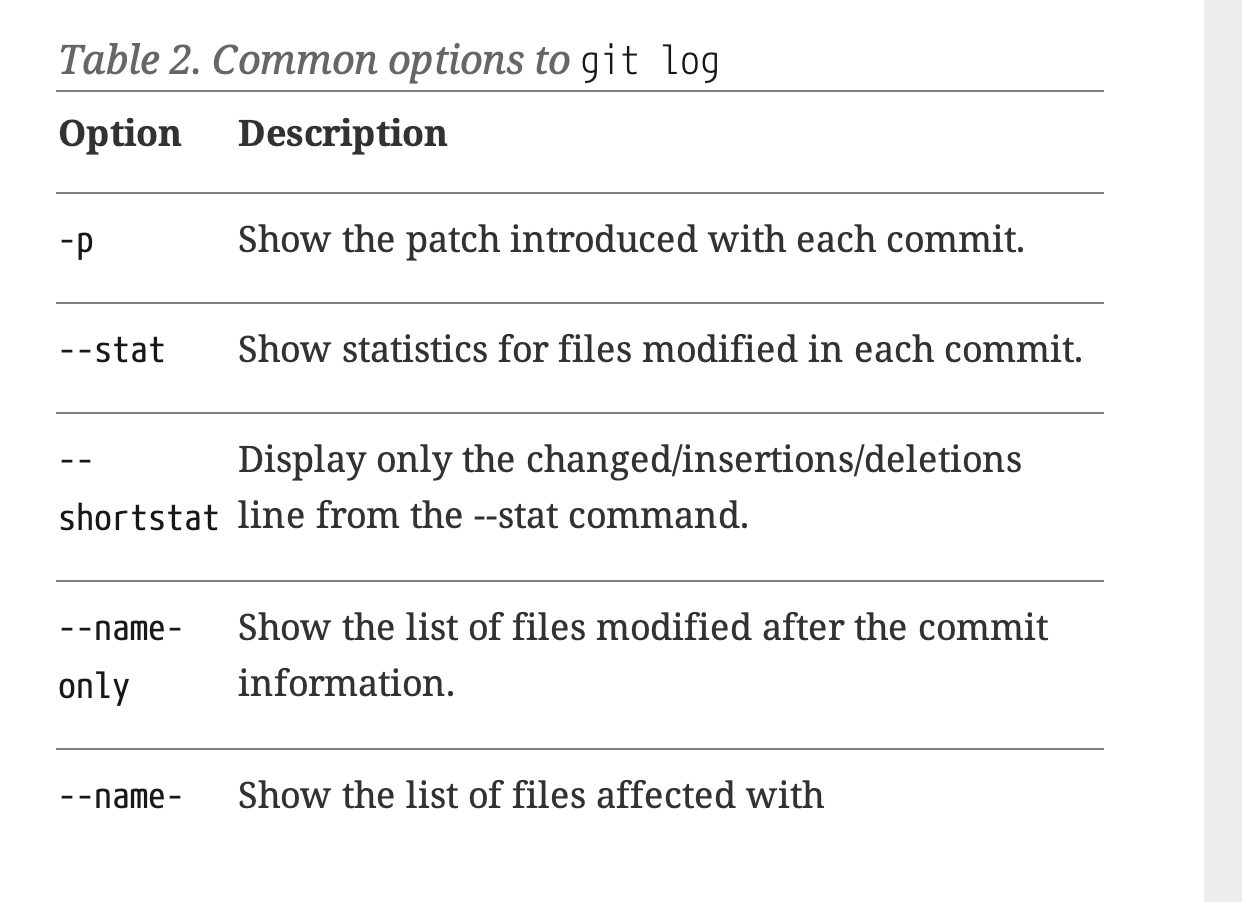 Table 2. Common options to git log
Option Description
-p Show the patch introduced with each commit.
--stat Show statistics for files modified in each commit.
-- Display only the changed/insertions/deletions
shortstat line from the --stat command.
--name- Show the list of files modified after the commit
only information.
--name- Show the list of files affected with